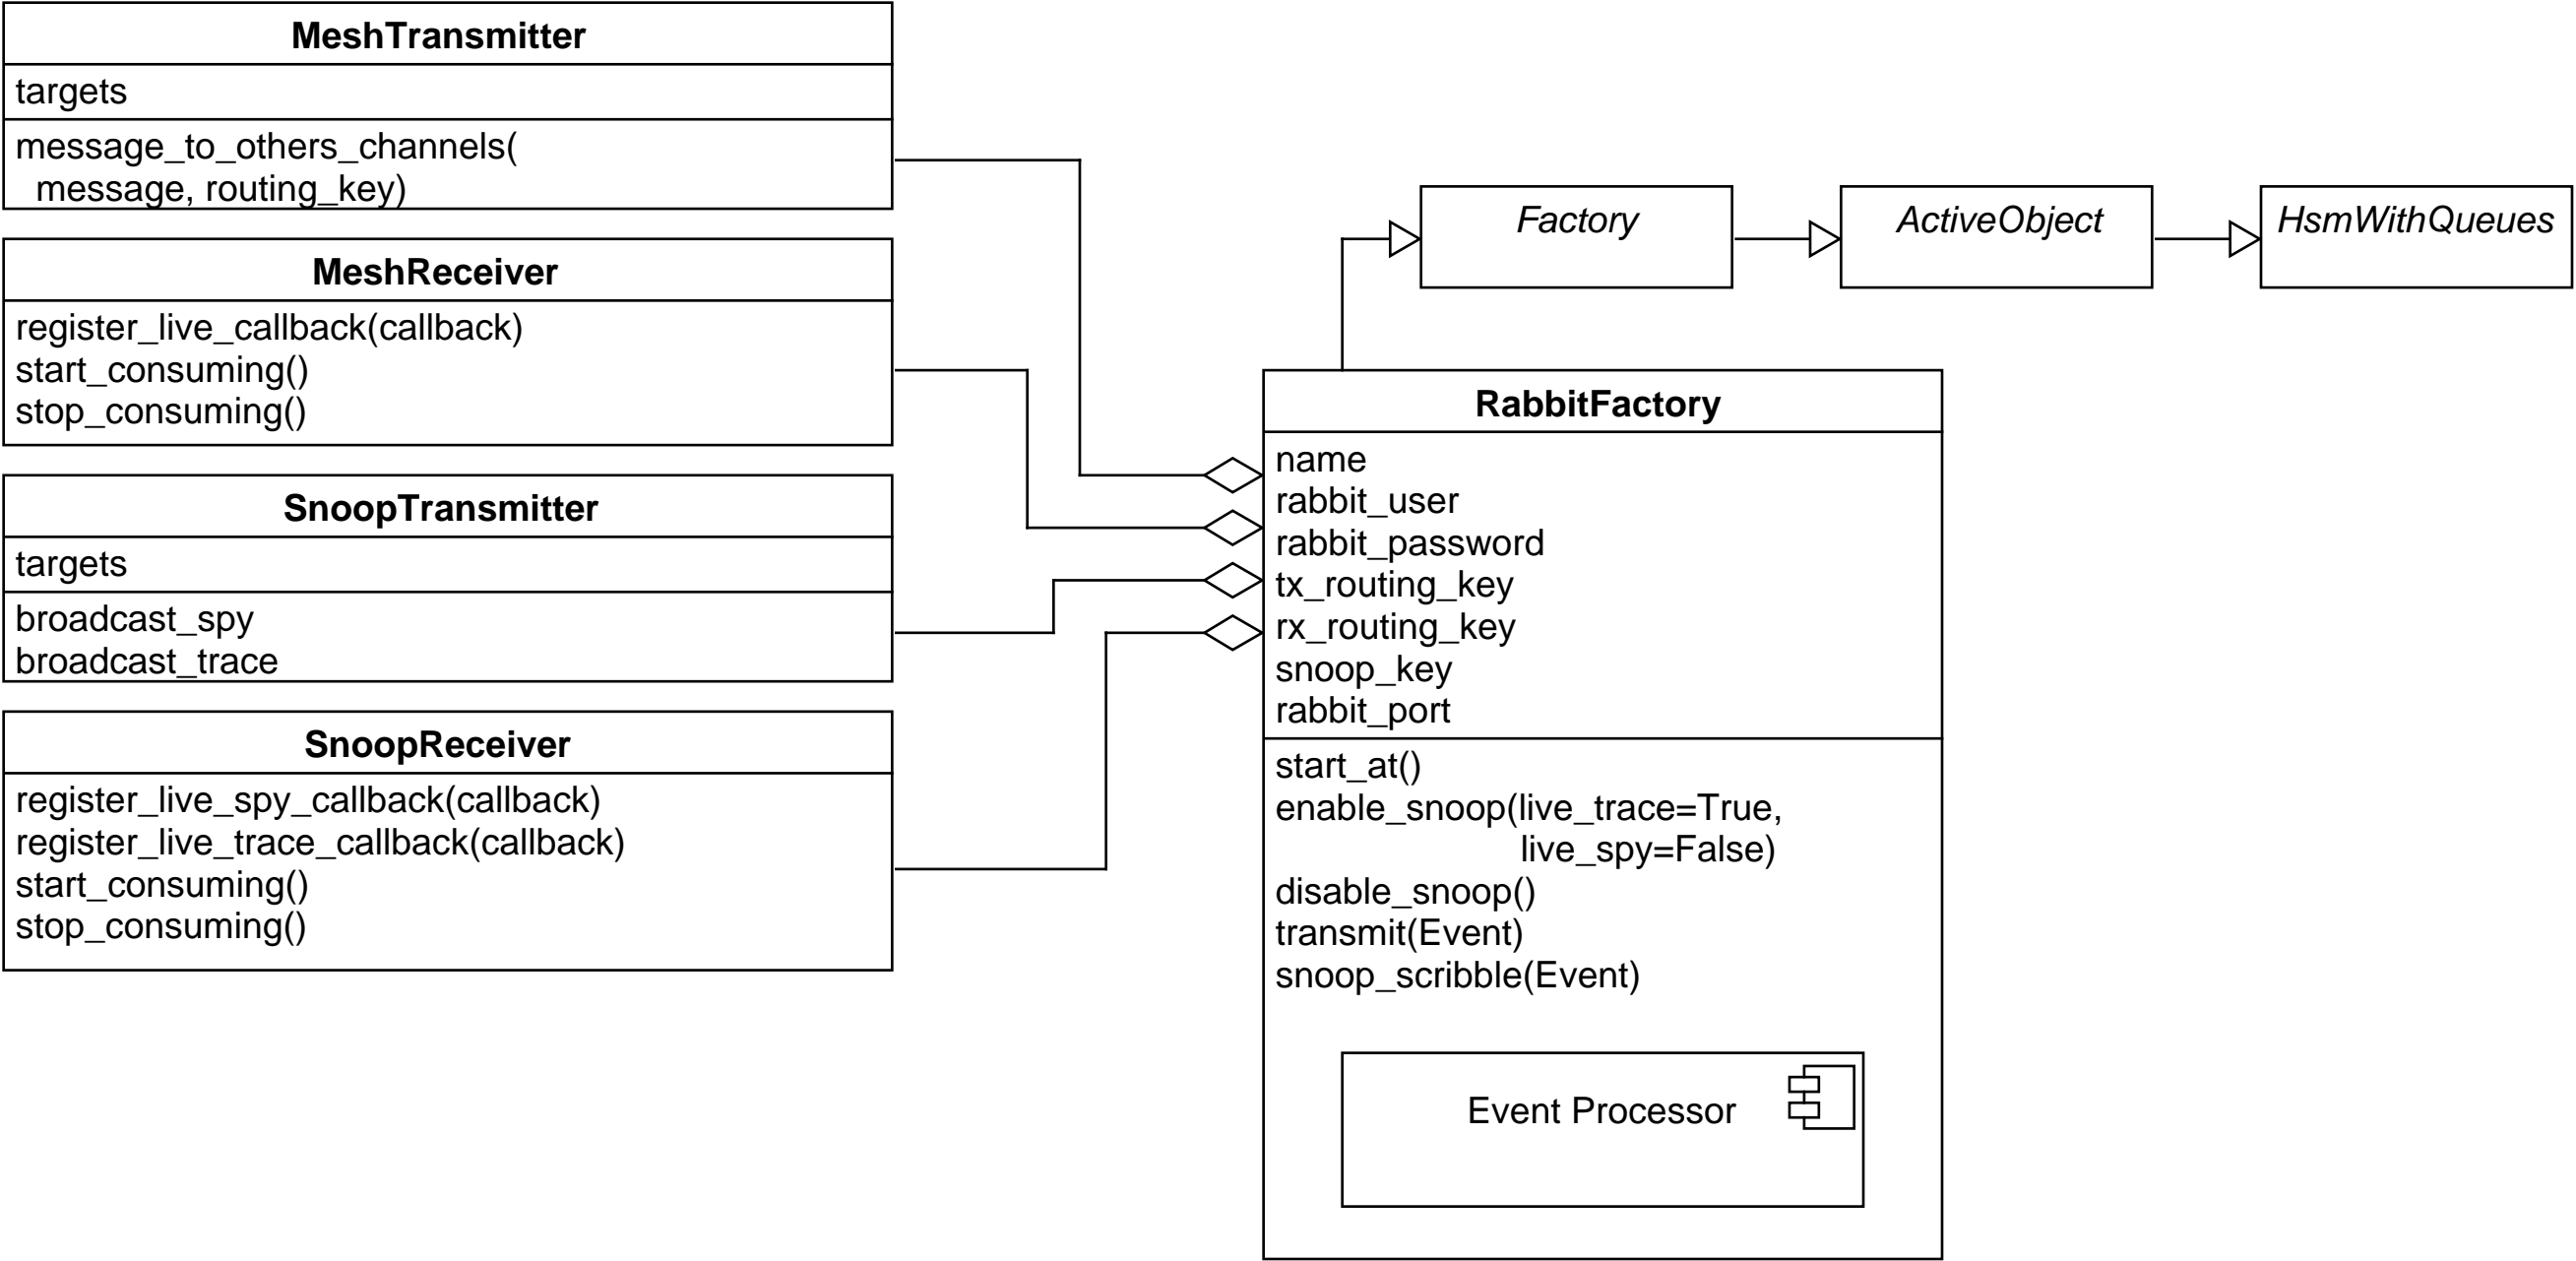 MeshTransmitter
targets
message_to_others_channels(
message, routing_key)
MeshReceiver
register_live_callback(callback)
start_consuming()
stop_consuming()
SnoopTransmitter
targets
broadcast_spy
broadcast_trace
SnoopReceiver
register_live_spy_callback(callback)
register_live_trace_callback(callback)
start_consuming()
stop_consuming()
Factory
ActiveObject
HsmWithQueues
RabbitFactory
name
rabbit_user
rabbit_password
tx_routing_key
rx_routing_key
snoop_key
rabbit_port
start_at()
enable_snoop(live_trace=True,
live_spy=False)
disable_snoop()
transmit(Event)
snoop_scribble(Event)
Event Processor